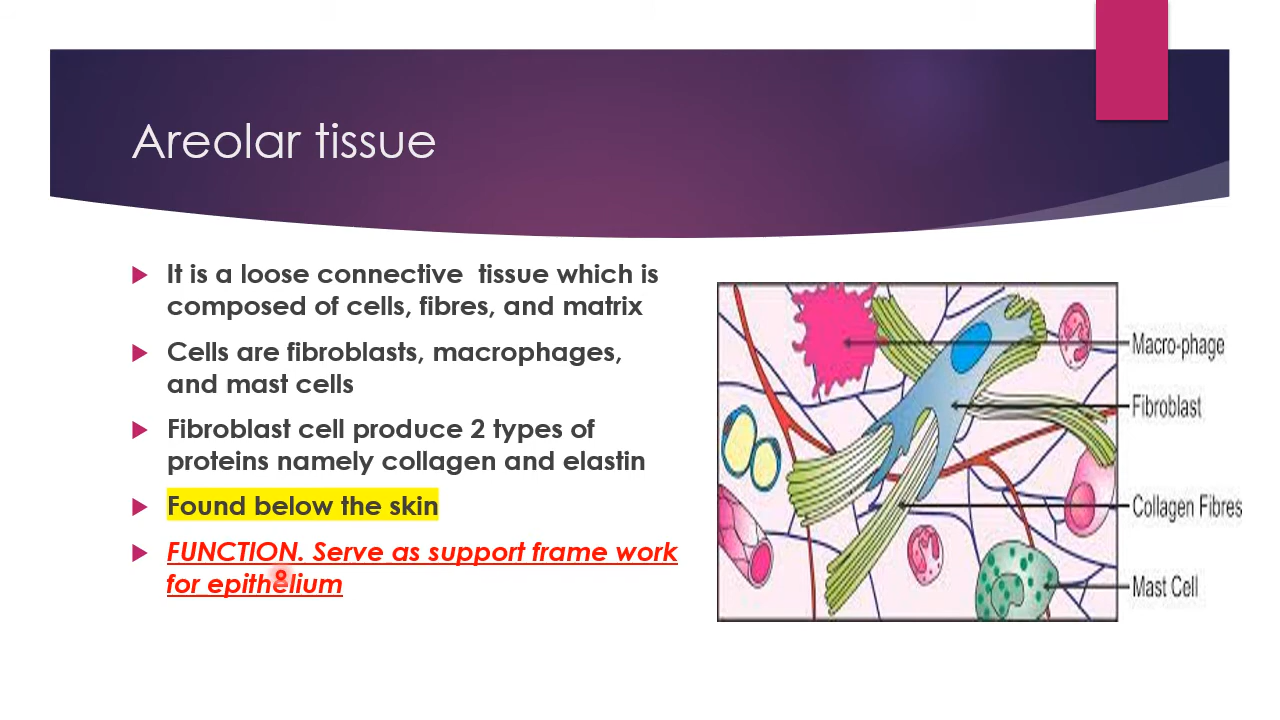 Areolar tissue
It is a loose connective  tissue which is
composed of cells, fibres, and matrix
Cells are fibroblasts, macrophages,
and mast cells
Fibroblast cell produce 2 types of
proteins namely collagen and elastin
Found below the skin
FUNCTION. Serve as support frame work
for epithelium
Macro-phage
Fibroblast
Collagen Fibres
Mast Cell